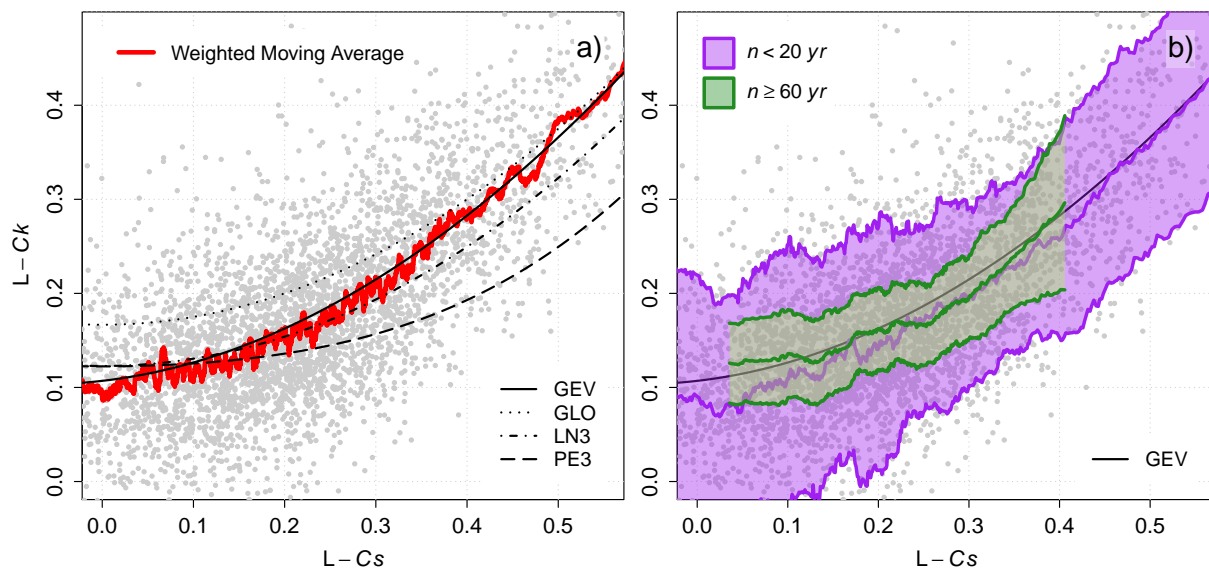 a)
Weighted Moving Average
L – Ck
0.0
0.1
0.2
0.3
0.4
GEV
GLO
LN3
PE3
0.0 0.1 0.2 0.3 0.4 0.5
L – Cs
b)
n < 20 yr
n ≥ 60 yr
0.0
0.1
0.2
0.3
0.4
GEV
0.0 0.1 0.2 0.3 0.4 0.5
L – Cs